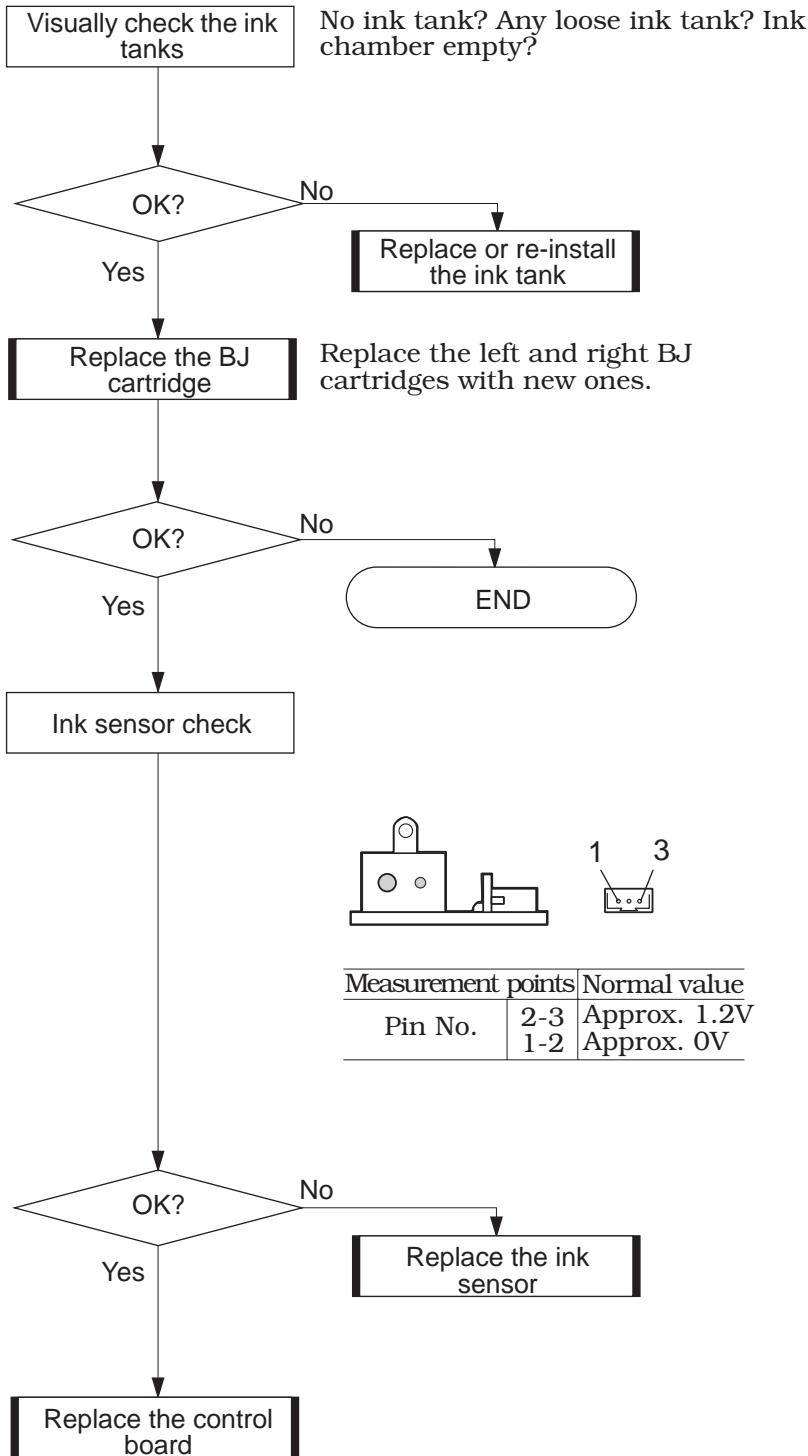 Visually check the ink
tanks
No ink tank? Any loose ink tank? Ink
chamber empty?
OK?
No
Replace or re-install
the ink tank
Yes
Replace the BJ
cartridge
Replace the left and right BJ
cartridges with new ones.
OK?
No
END
Yes
Ink sensor check
1 3
Measurement points Normal value
Pin No. 2-3 Approx. 1.2V
1-2 Approx. 0V
OK?
No
Replace the ink
sensor
Yes
Replace the control
board